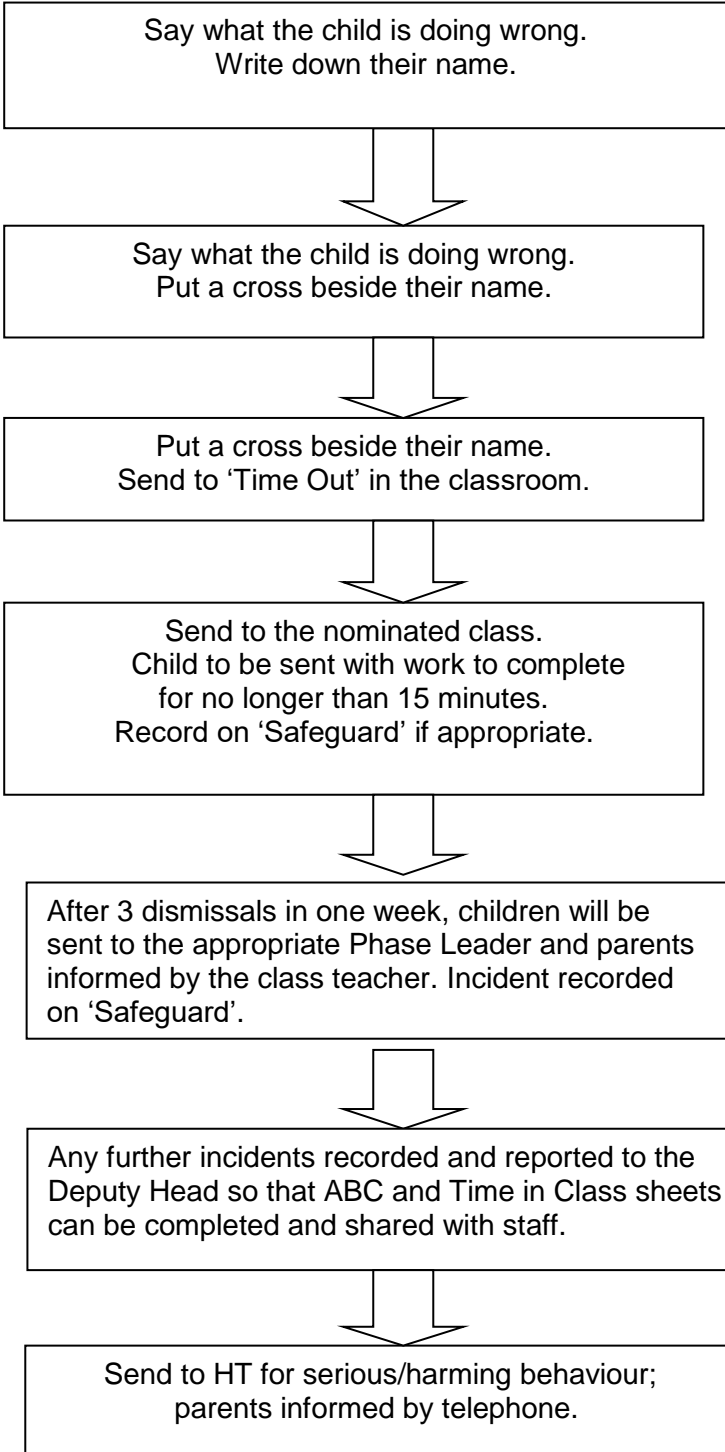 Say what the child is doing wrong.
Write down their name.
Say what the child is doing wrong.
Put a cross beside their name.
Put a cross beside their name.
Send to ‘Time Out’ in the classroom.
Send to the nominated class.
Child to be sent with work to complete
for no longer than 15 minutes.
Record on ‘Safeguard’ if appropriate.
After 3 dismissals in one week, children will be
sent to the appropriate Phase Leader and parents
informed by the class teacher. Incident recorded
on ‘Safeguard’.
Any further incidents recorded and reported to the
Deputy Head so that ABC and Time in Class sheets
can be completed and shared with staff.
Send to HT for serious/harming behaviour;
parents informed by telephone.